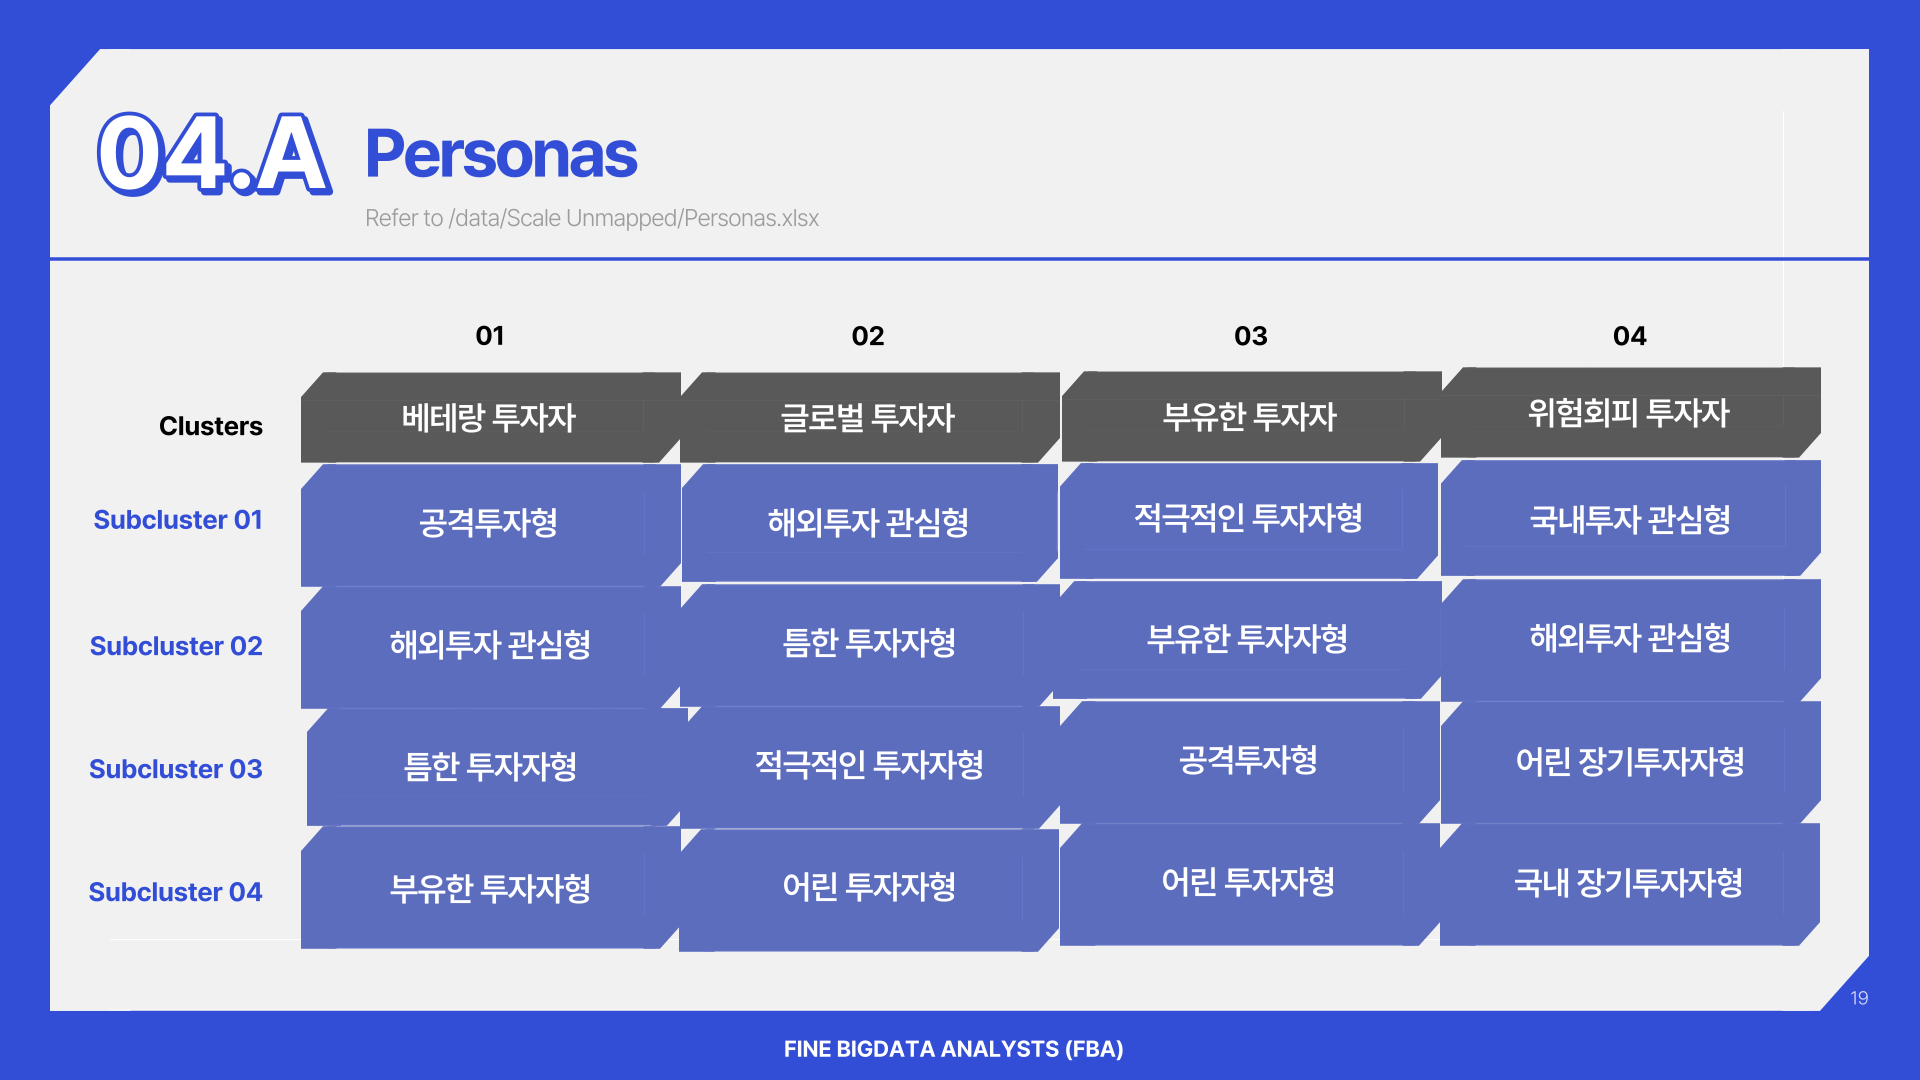 04.A
Personas
Refer to /data/Scale Unmapped/Personas.xlsx
01 02 03 04
Clusters 베테랑 투자자 글로벌 투자자 부유한 투자자 위험회피 투자자
Subcluster 01 공격투자형 해외투자 관심형 적극적인 투자자형 국내투자 관심형
Subcluster 02 해외투자 관심형 틈한 투자자형 부유한 투자자형 해외투자 관심형
Subcluster 03 틈한 투자자형 적극적인 투자자형 공격투자형 어린 장기투자자형
Subcluster 04 부유한 투자자형 어린 투자자형 어린 투자자형 국내 장기투자자형
19
FINE BIGDATA ANALYSTS (FBA)